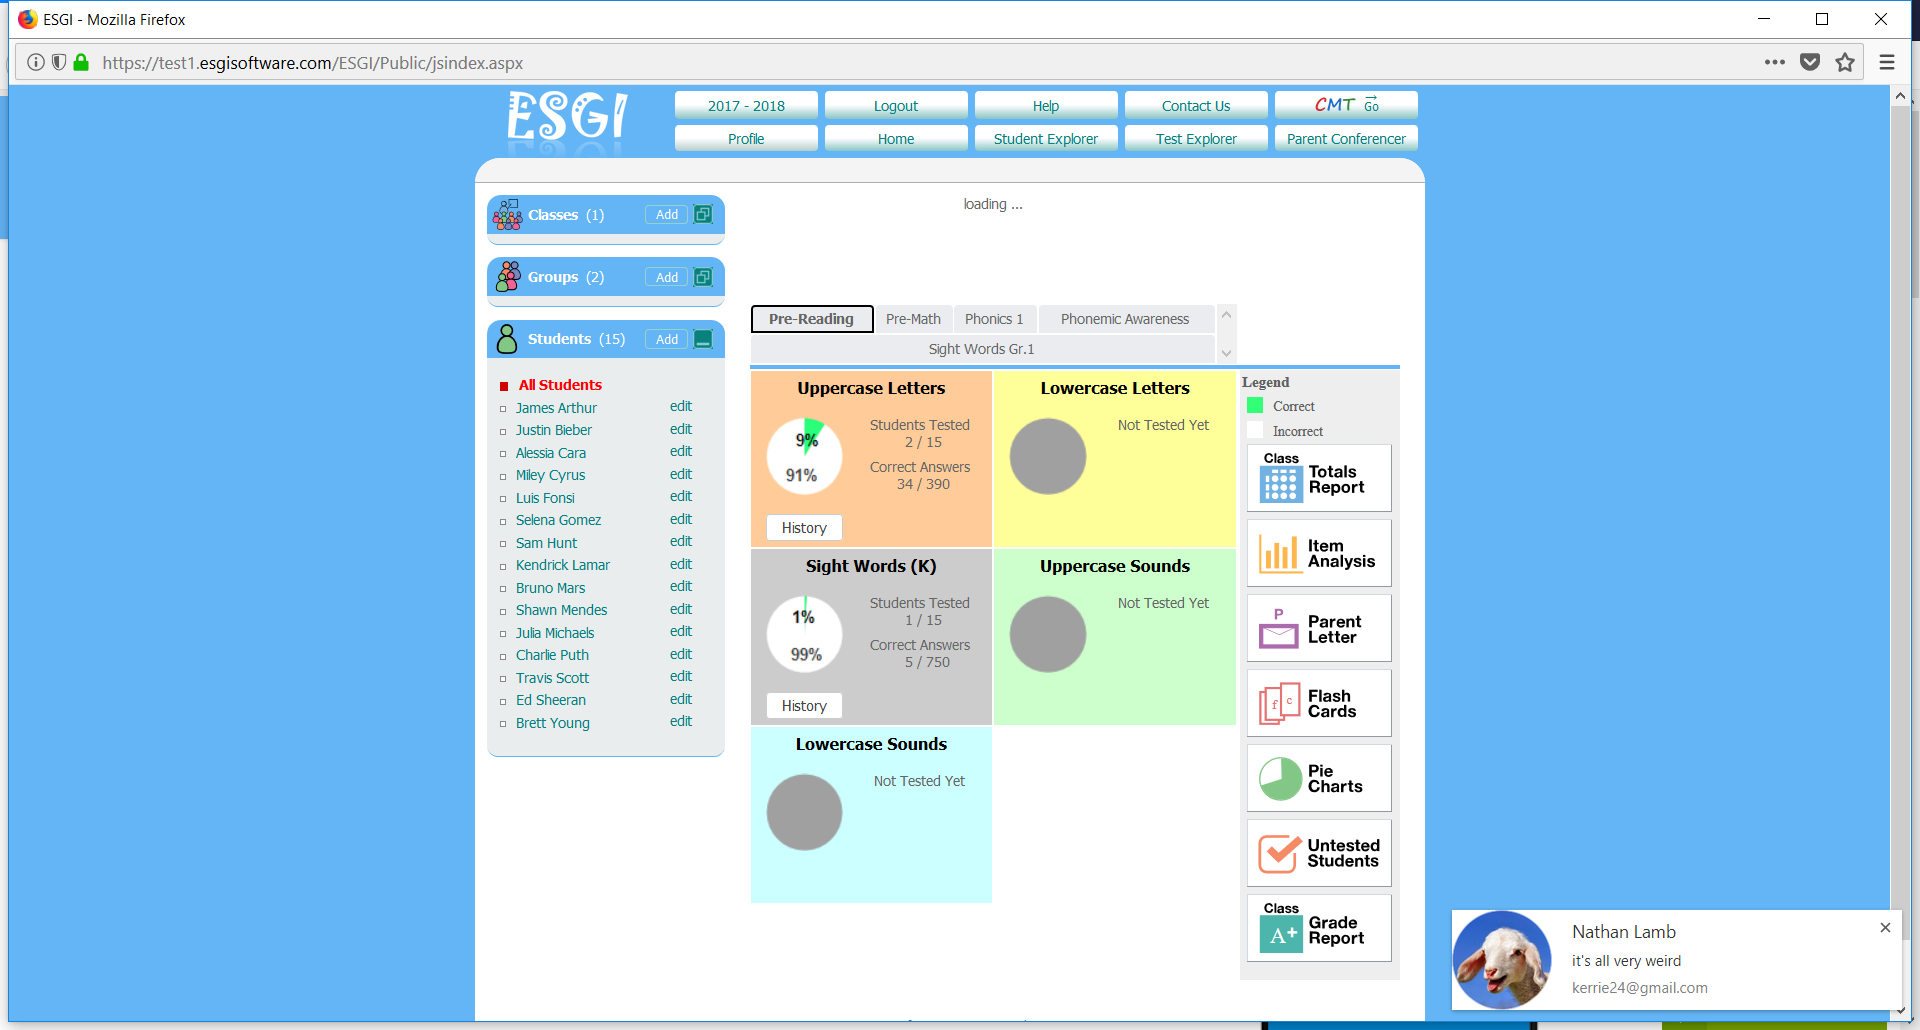 ESGI - Mozilla Firefox
https://test1.esgisoftware.com/ESGI/Public/jsindex.aspx
ESGI
2017 - 2018
Logout
Help
Contact Us
CMT Go
Profile
Home
Student Explorer
Test Explorer
Parent Conferencer
Classes (1)
Add
Groups (2)
Add
Students (15)
Add
All Students
James Arthur edit
Justin Bieber edit
Alessia Cara edit
Miley Cyrus edit
Luis Fonsi edit
Selena Gomez edit
Sam Hunt edit
Kendrick Lamar edit
Bruno Mars edit
Shawn Mendes edit
Julia Michaels edit
Charlie Puth edit
Travis Scott edit
Ed Sheeran edit
Brett Young edit
loading ...
Pre-Reading
Pre-Math
Phonics 1
Phonemic Awareness
Sight Words Gr.1
Uppercase Letters
9%
91%
Students Tested
2 / 15
Correct Answers
34 / 390
History
Lowercase Letters
Not Tested Yet
Sight Words (K)
1%
99%
Students Tested
1 / 15
Correct Answers
5 / 750
History
Uppercase Sounds
Not Tested Yet
Lowercase Sounds
Not Tested Yet
Legend
Correct
Incorrect
Class
Totals
Report
Item
Analysis
P
Parent
Letter
f c
Flash
Cards
Pie
Charts
Untested
Students
Class
A+
Grade
Report
Nathan Lamb
it's all very weird
kerrie24@gmail.com